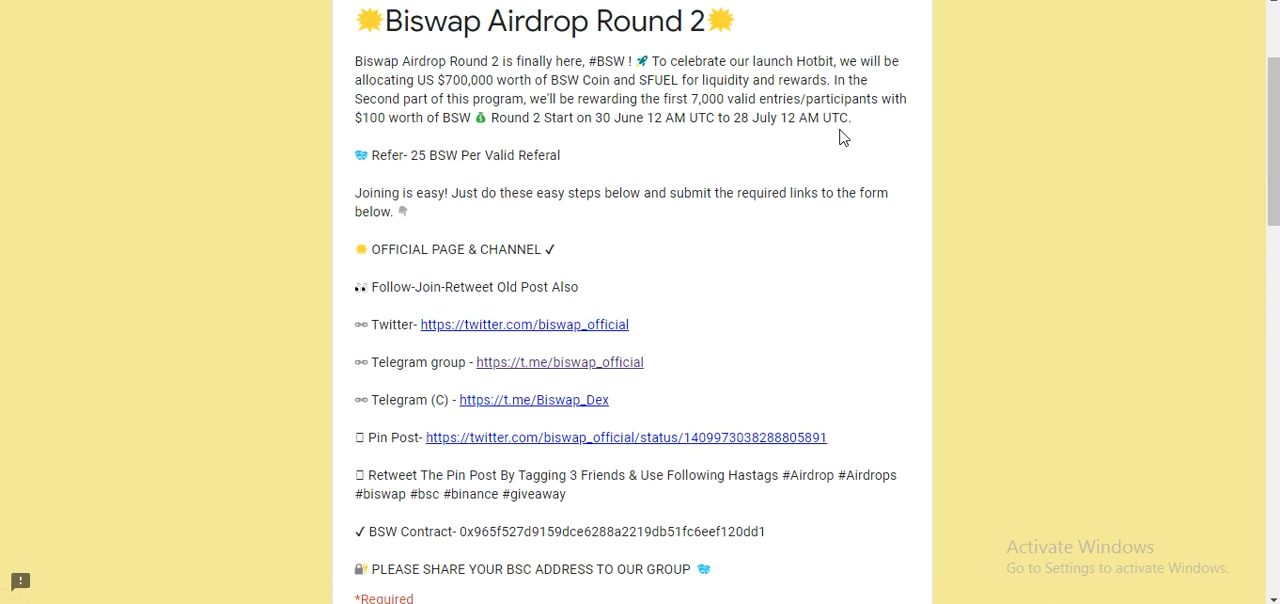 Biswap Airdrop Round 2
Biswap Airdrop Round 2 is finally here, #BSW ! 🚀 To celebrate our launch Hotbit, we will be
allocating US $700,000 worth of BSW Coin and SFUEL for liquidity and rewards. In the
Second part of this program, we'll be rewarding the first 7,000 valid entries/participants with
$100 worth of BSW 💰 Round 2 Start on 30 June 12 AM UTC to 28 July 12 AM UTC.
Refer- 25 BSW Per Valid Referal
Joining is easy! Just do these easy steps below and submit the required links to the form
below. 👇
OFFICIAL PAGE & CHANNEL ✓
👀 Follow-Join-Retweet Old Post Also
Twitter- https://twitter.com/biswap_official
Telegram group - https://t.me/biswap_official
Telegram (C) - https://t.me/Biswap_Dex
Pin Post- https://twitter.com/biswap_official/status/1409973038288805891
Retweet The Pin Post By Tagging 3 Friends & Use Following Hastags #Airdrop #Airdrops
#biswap #bsc #binance #giveaway
✓ BSW Contract- 0x965f527d9159dce6288a2219db51fc6eef120dd1
🔐 PLEASE SHARE YOUR BSC ADDRESS TO OUR GROUP 🎭
*Required
Activate Windows
Go to Settings to activate Windows.